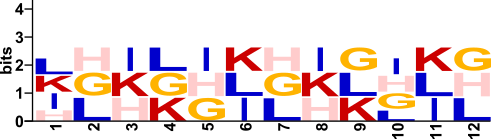 4
3
L H I L I K H I G I K G
2
bits
K G K G H L G K L H L H
1
I L H K G I L H K G I L
H L
0
1 2 3 4 5 6 7 8 9 10 11 12